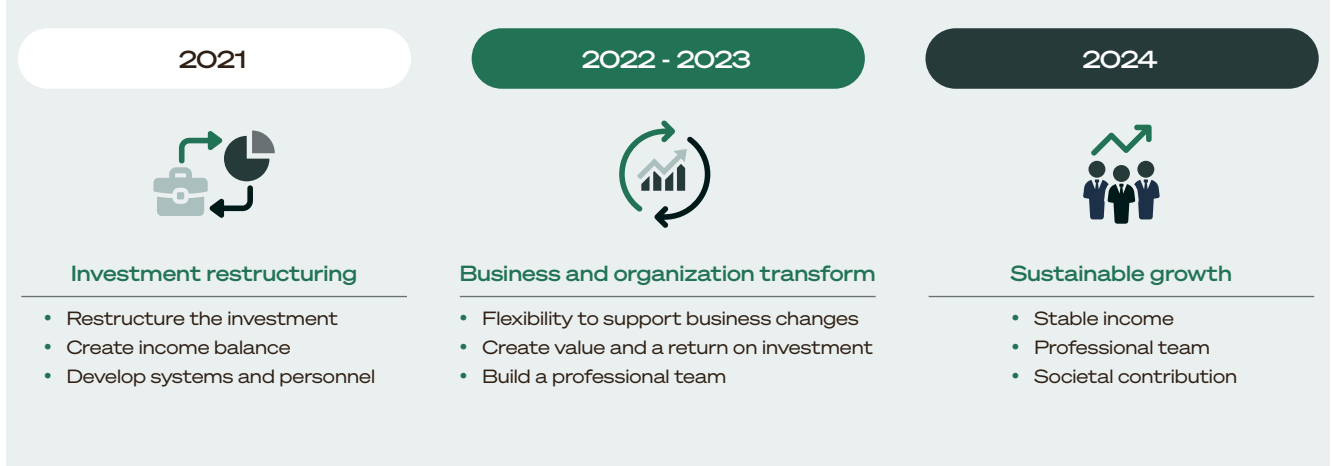 2021
Investment restructuring
• Restructure the investment
• Create income balance
• Develop systems and personnel
2022 - 2023
Business and organization transform
• Flexibility to support business changes
• Create value and a return on investment
• Build a professional team
2024
Sustainable growth
• Stable income
• Professional team
• Societal contribution